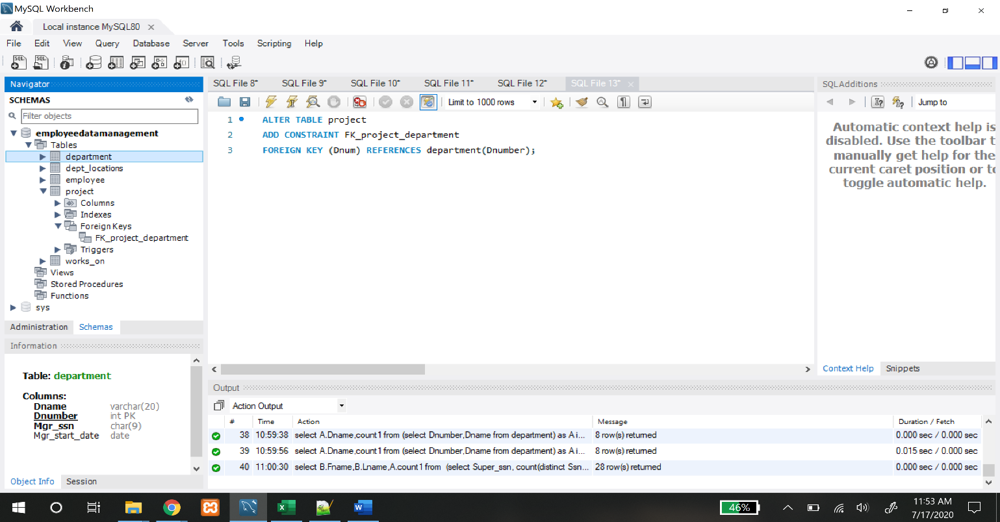 MySQL Workbench
Local instance MySQL80
File Edit View Query Database Server Tools Scripting Help
Navigator
SCHEMAS
Filter objects
employeedatamanagement
Tables
department
dept_locations
employee
project
Columns
Indexes
Foreign Keys
FK_project_department
Triggers
works_on
Views
Stored Procedures
Functions
sys
Administration Schemas
Information
Table: department
Columns:
Dname varchar(20)
Dnumber int PK
Mgr_ssn char(9)
Mgr_start_date date
Object Info Session
SQL File 8* SQL File 9* SQL File 10* SQL File 11* SQL File 12* SQL File 13*
Limit to 1000 rows
1 ALTER TABLE project
2 ADD CONSTRAINT FK_project_department
3 FOREIGN KEY (Dnum) REFERENCES department(Dnumber);
SQLAdditions
Jump to
Automatic context help is
disabled. Use the toolbar t
manually get help for the
current caret position or to
toggle automatic help.
Context Help Snippets
Output
Action Output
# Time Action Message Duration / Fetch
38 10:59:38 select A.Dname,count1 from (select Dnumber,Dname from department) as A i... 8 row(s) returned 0.000 sec / 0.000 sec
39 10:59:56 select A.Dname,count1 from (select Dnumber,Dname from department) as A i... 8 row(s) returned 0.015 sec / 0.000 sec
40 11:00:30 select B.Fname,B.Lname,A.count1 from (select Super_ssn, count(distinct Ssn... 28 row(s) returned 0.000 sec / 0.000 sec
46%
11:53 AM
7/17/2020